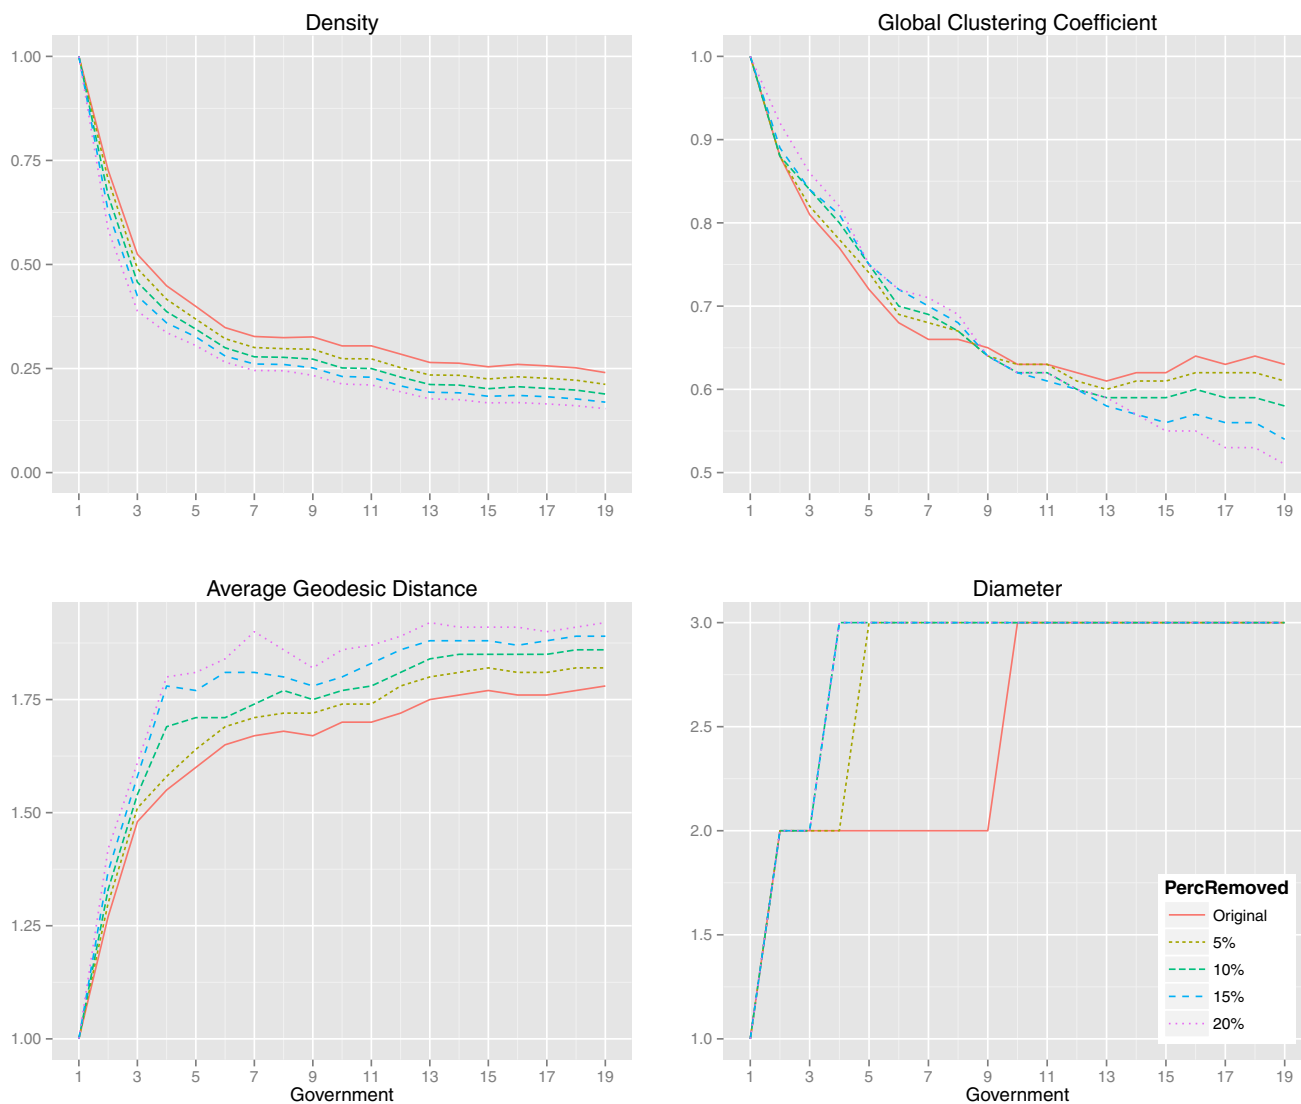 Density
1.00
0.75
0.50
0.25
0.00
1 3 5 7 9 11 13 15 17 19
Global Clustering Coefficient
1.0
0.9
0.8
0.7
0.6
0.5
1 3 5 7 9 11 13 15 17 19
Average Geodesic Distance
1.75
1.50
1.25
1.00
1 3 5 7 9 11 13 15 17 19
Government
Diameter
3.0
2.5
2.0
1.5
1.0
1 3 5 7 9 11 13 15 17 19
Government
PercRemoved
Original
5%
10%
15%
20%